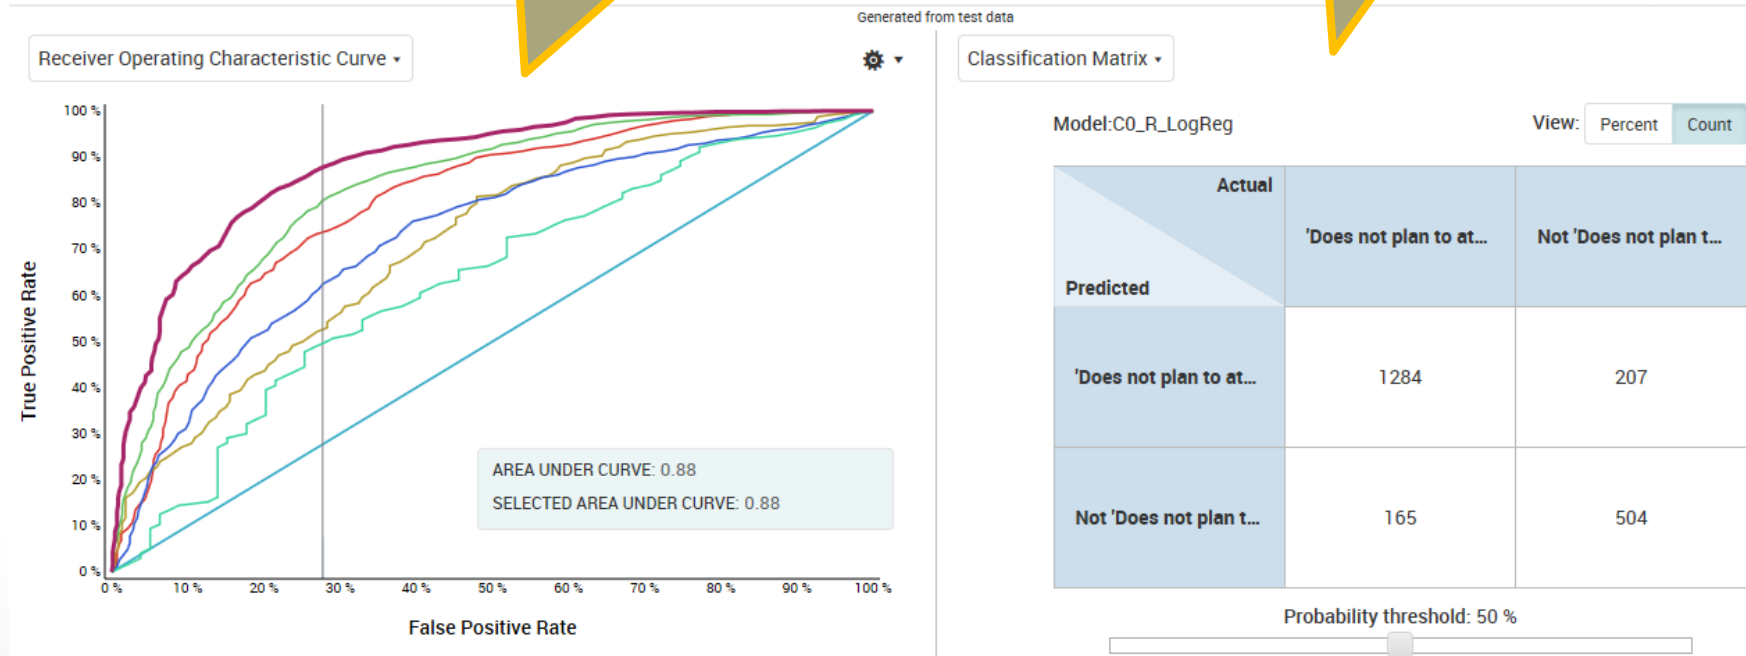 Generated from test data
Receiver Operating Characteristic Curve
Classification Matrix
100 %
90 %
80 %
70 %
60 %
50 %
40 %
30 %
20 %
10 %
0 %
True Positive Rate
AREA UNDER CURVE: 0.88
SELECTED AREA UNDER CURVE: 0.88
0 %
10 %
20 %
30 %
40 %
50 %
60 %
70 %
80 %
90 %
100 %
False Positive Rate
Model:C0_R_LogReg
View: Percent Count
Actual
Predicted
'Does not plan to at...
Not 'Does not plan t...
'Does not plan to at...
1284
207
Not 'Does not plan t...
165
504
Probability threshold: 50 %